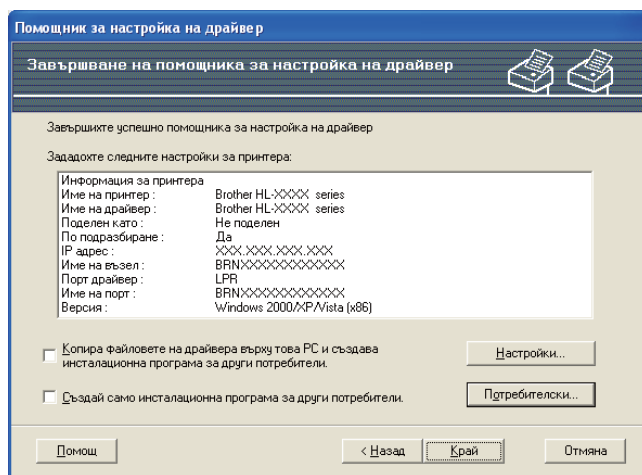 Помощник за настройка на драйвер
Завършване на помощника за настройка на драйвер
Завършихте успешно помощника за настройка на драйвер
Зададохте следните настройки за принтера:
Информация за принтера
Име на принтер : Brother HL-XXXX series
Име на драйвер : Brother HL-XXXX series
Поделен като : Не поделен
По подразбиране : Да
IP адрес : XXX.XXX.XXX.XXX
Име на възел : BRNXXXXXXXXXXXX
Порт драйвер : LPR
Име на порт : BRNXXXXXXXXXXXX
Версия : Windows 2000/XP/Vista (x86)
Копира файловете на драйвера върху това PC и създава
инсталационна програма за други потребители.
Настройки...
Създай само инсталационна програма за други потребители.
Потребителски...
Помощ
< Назад
Край
Отмяна